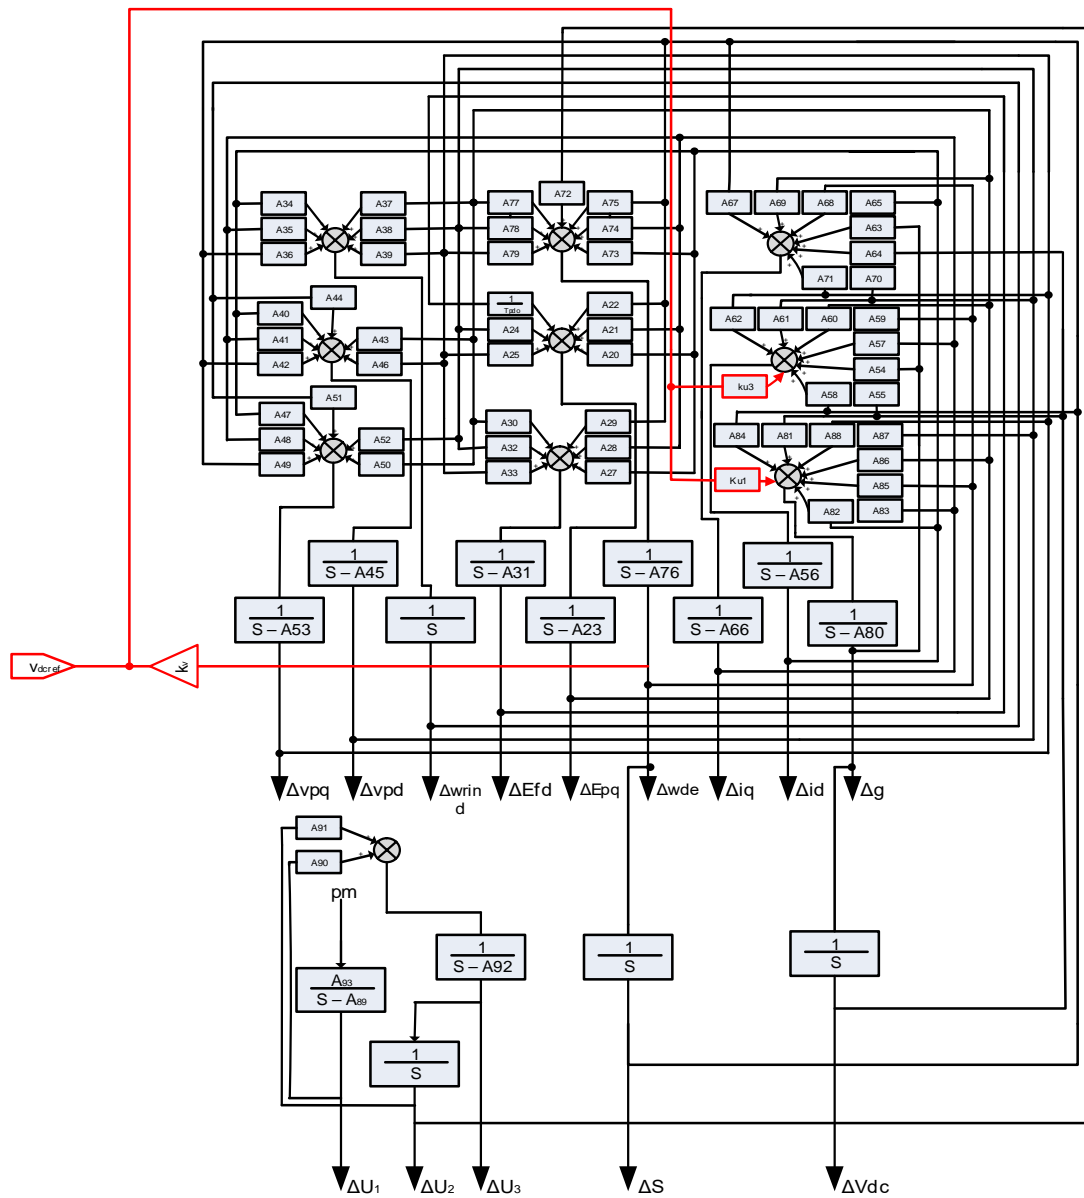 A72
A34
A37
A77
A75
A67
A69
A68
A65
A35
A38
A78
A74
A63
A36
A39
A79
A73
A64
A71
A70
A44
A40
1
Tpdo
A22
A62
A61
A60
A59
A41
A43
A24
A21
A57
A42
A46
A25
A20
A54
ku3
A58
A55
A51
A47
A30
A29
A84
A81
A88
A87
A48
A52
A32
A28
A86
A49
A50
A33
A27
Ku1
A85
A82
A83
1
S – A45
1
S – A31
1
S – A76
1
S – A56
1
S – A53
1
S
1
S – A23
1
S – A66
1
S – A80
Vdcref
kv
Δvpq
Δvpd
Δwrin
d
ΔEfd
ΔEpq
Δwde
Δiq
Δid
Δg
A91
A90
pm
1
S – A92
1
S
1
S
A93
S – A89
1
S
ΔU1
ΔU2
ΔU3
ΔS
ΔVdc